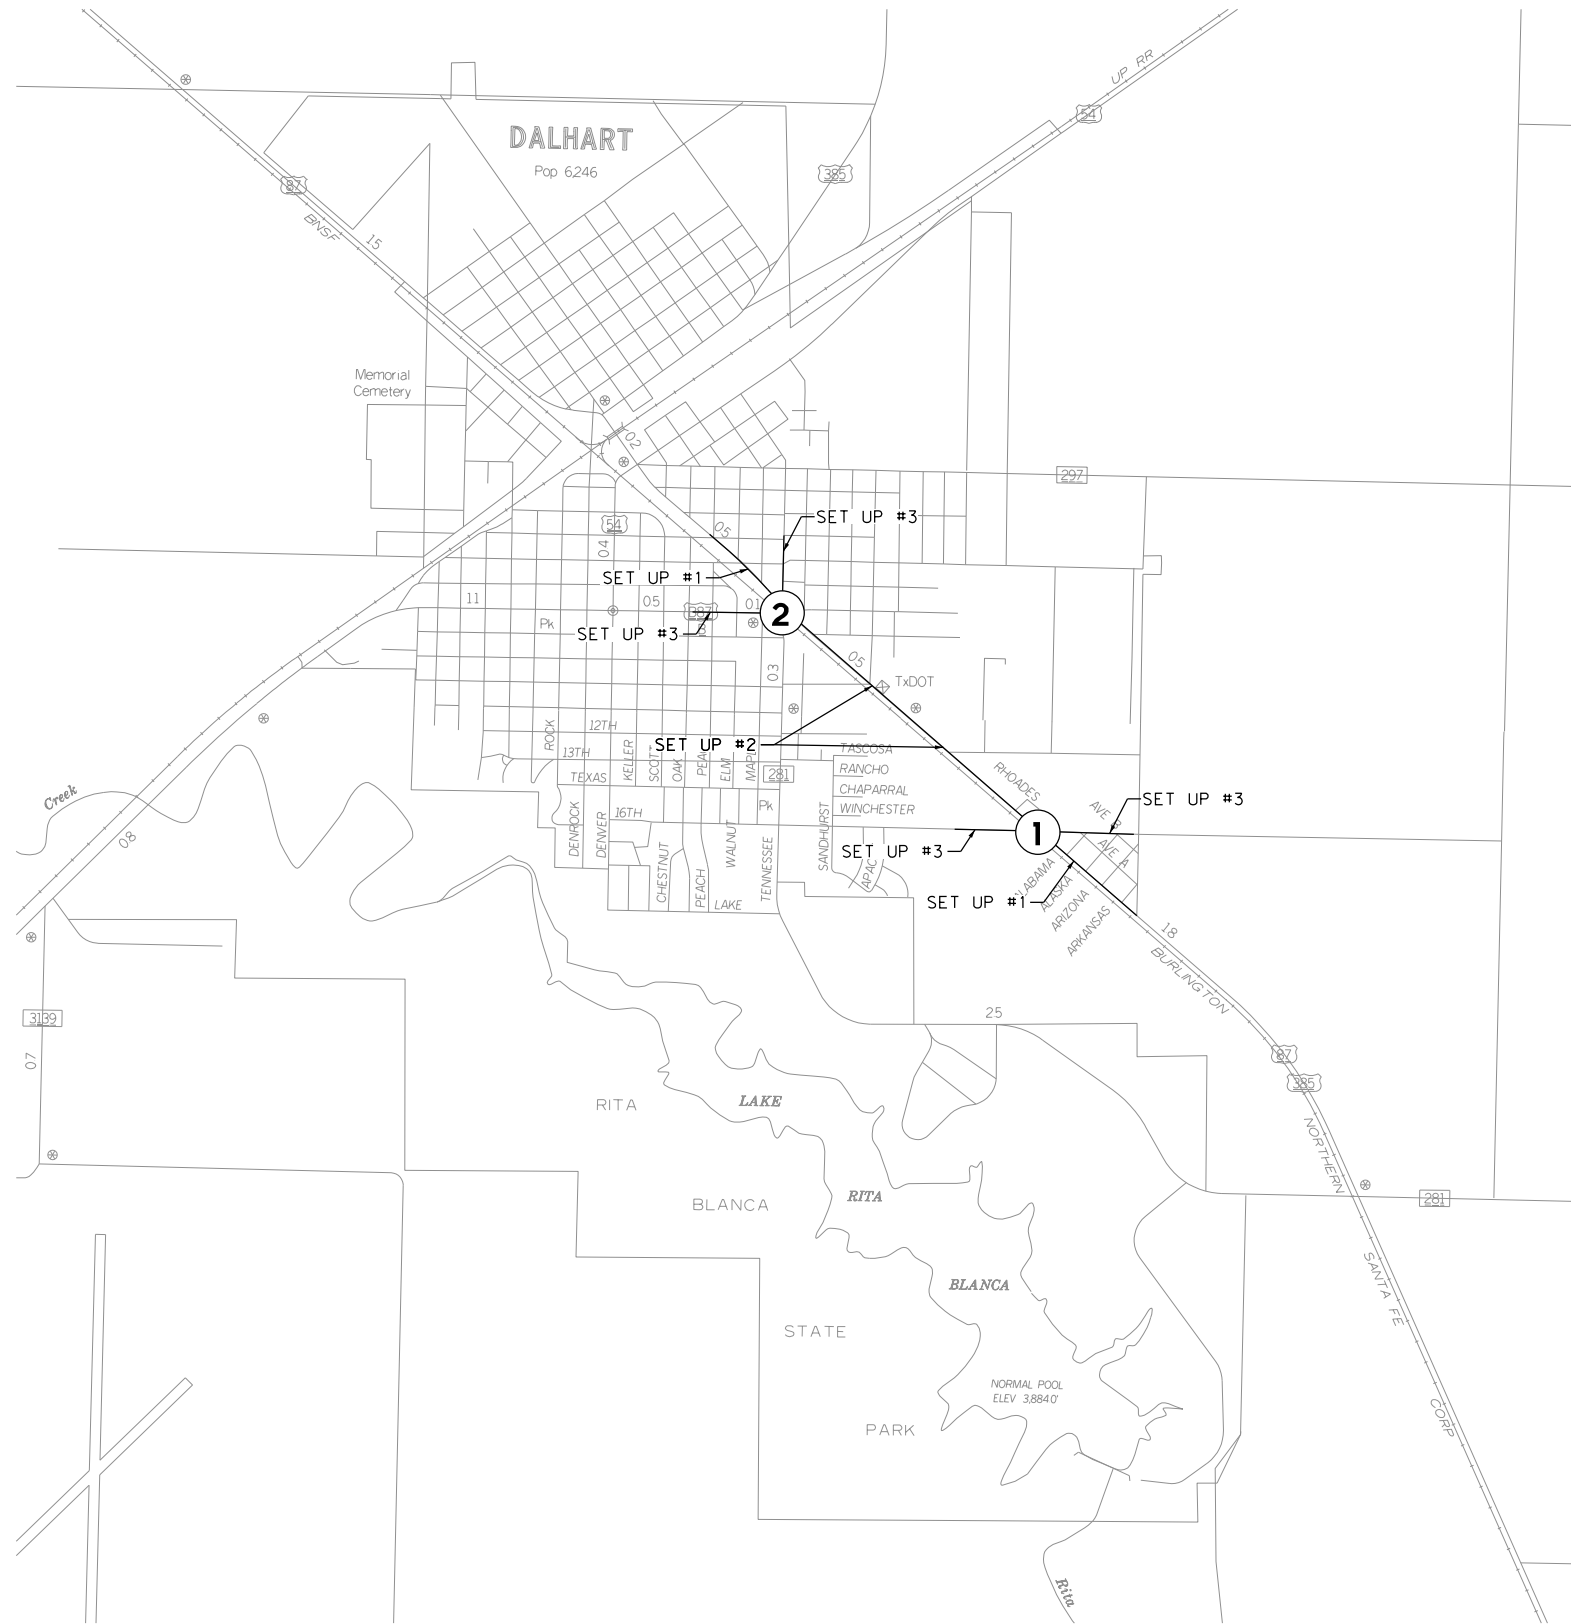 UP RR
54
DALHART
Pop 6,246
385
87
BNSF
15
Memorial
Cemetery
02
297
SET UP #3
54
05
04
SET UP #1
11
05
387
01
2
Pk
SET UP #3
05
03
TxDOT
ROCK
12TH
SET UP #2
TASCOSA
13TH
KELLER
SCOTT
OAK
ELM
281
RANCHO
RHOADES
TEXAS
CHAPARRAL
WINCHESTER
AVE B
SET UP #3
Creek
Pk
16TH
1
08
DENROCK
DENVER
WALNUT
SANDHURST
SET UP #3
AVE A
CHESTNUT
PEACH
TENNESSEE
ALASKA
LAKE
SET UP #1
ARIZONA
ARKANSAS
18
BURLINGTON
25
3139
07
87
385
RITA
LAKE
NORTHERN
RITA
BLANCA
281
SANTA FE
BLANCA
STATE
NORMAL POOL
ELEV 3,884.0'
PARK
CORP
Rita